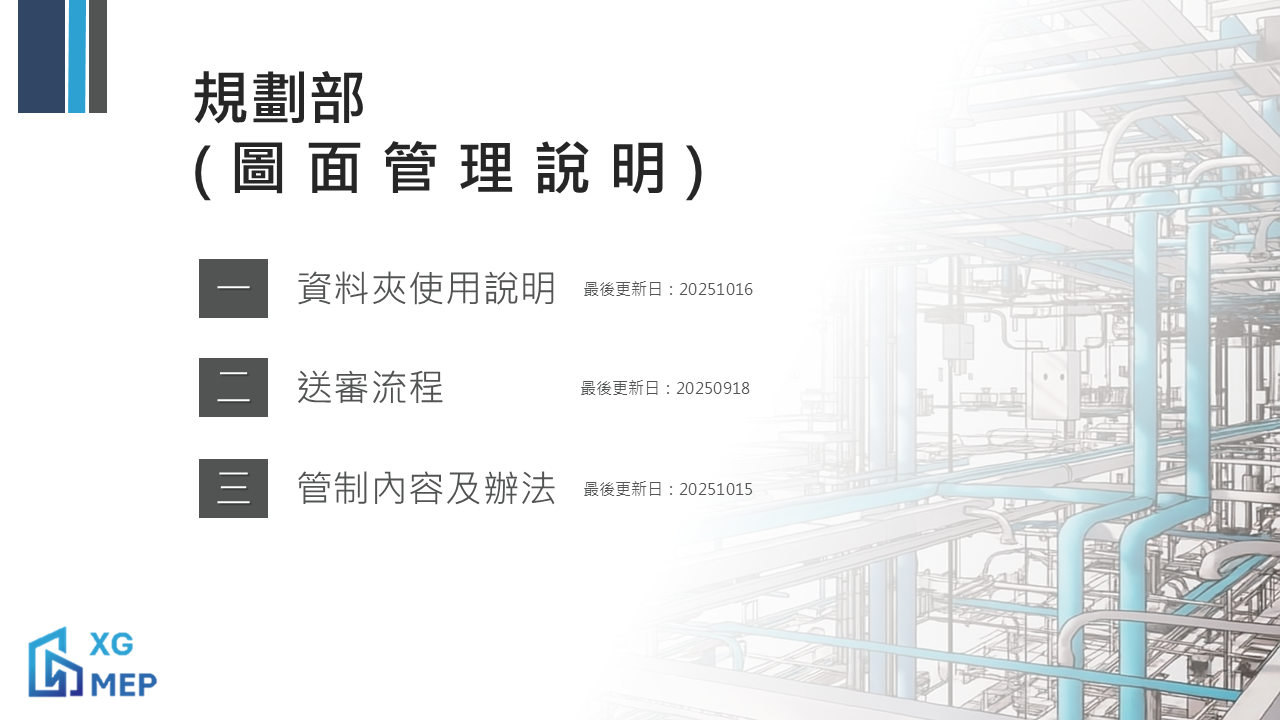 規劃部
(圖面管理說明)
一 資料夾使用說明 最後更新日：20251016
二 送審流程 最後更新日：20250918
三 管制內容及辦法 最後更新日：20251015
XG
MEP